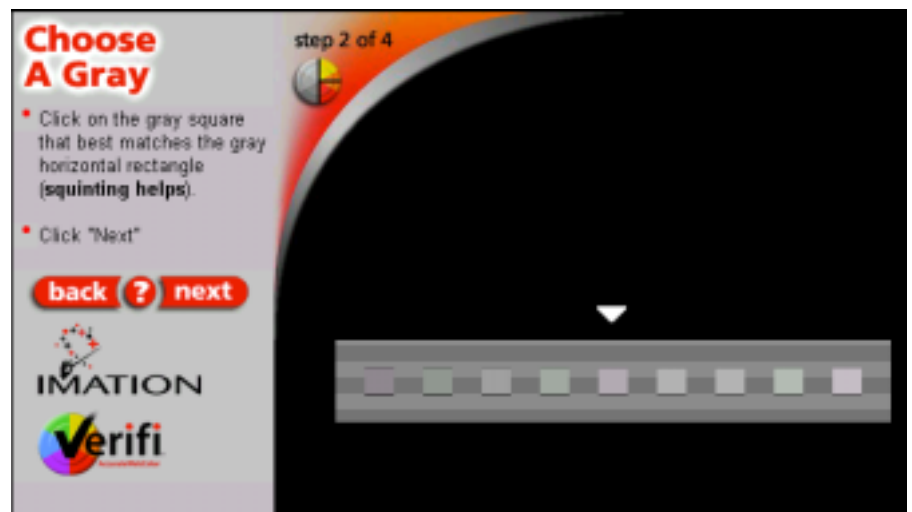 Choose
A Gray
step 2 of 4
• Click on the gray square
that best matches the gray
horizontal rectangle
(squinting helps).
• Click "Next"
back ? next
IMATION
Verifi